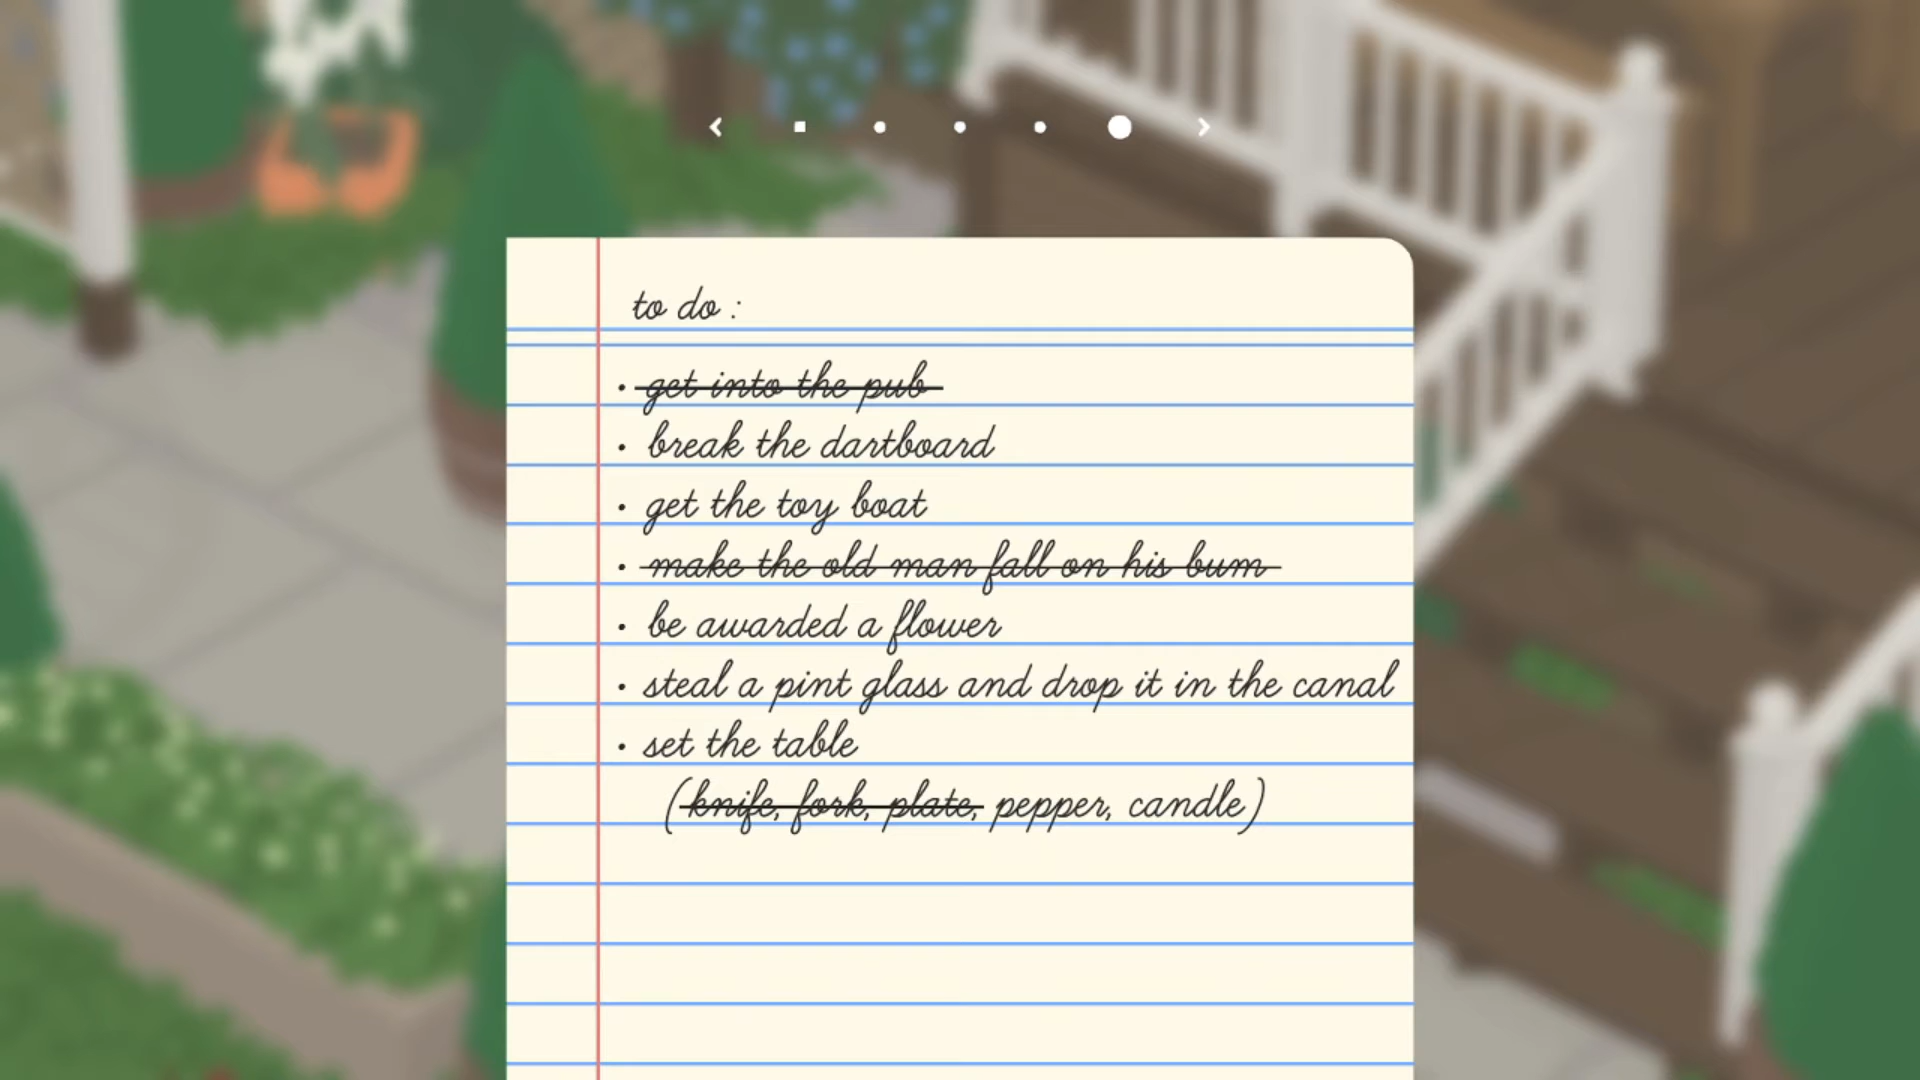 to do :
• get into the pub
• break the dartboard
• get the toy boat
• make the old man fall on his bum
• be awarded a flower
• steal a pint glass and drop it in the canal
• set the table
(knife, fork, plate, pepper, candle)